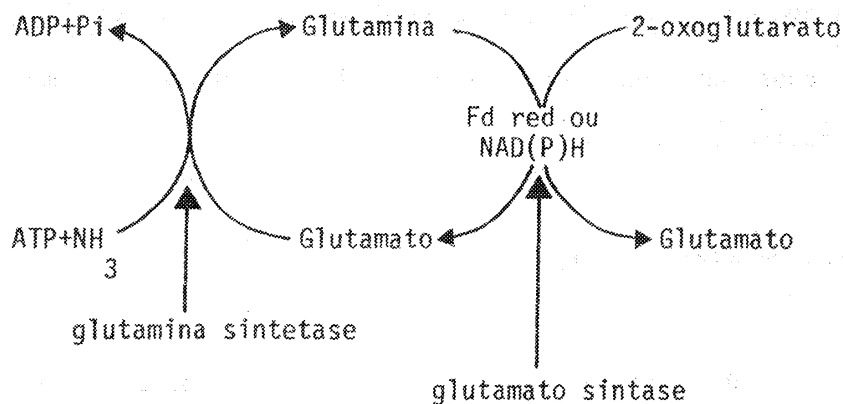 ADP+Pi
Glutamina
2-oxoglutarato
Fd red ou
NAD(P)H
ATP+NH
3
Glutamato
Glutamato
glutamina sintetase
glutamato sintase